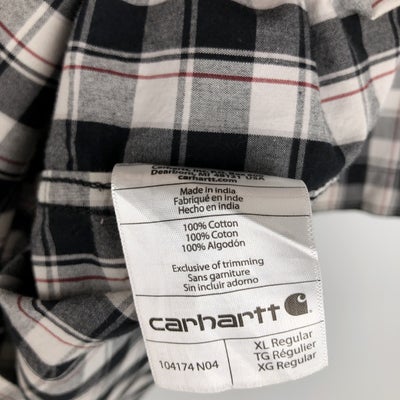 Dearborn, MI 48121 USA
carhartt.com
Made in india
Fabriqué en inde
Hecho en india
100% Cotton
100% Coton
100% Algodón
Exclusive of trimming
Sans garniture
Sin incluir adorno
carhartt
104174 N04
XL Regular
TG Régulier
XG Regular